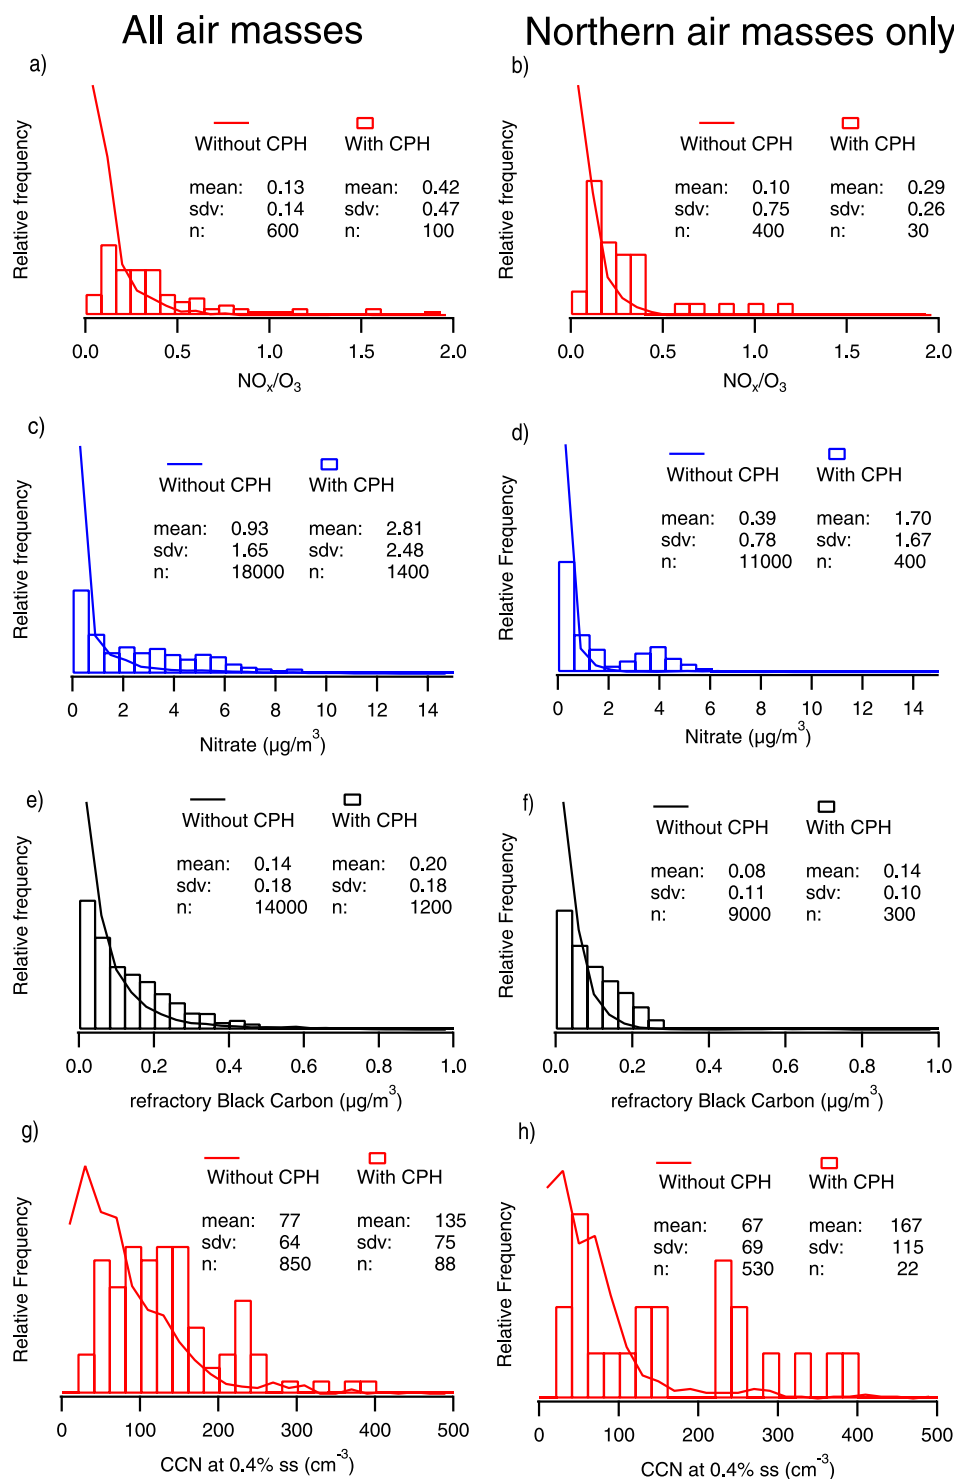 All air masses
Northern air masses only
a)
Relative frequency
Without CPH
With CPH
mean: 0.13 mean: 0.42
sdv: 0.14 sdv: 0.47
n: 600 n: 100
0.0 0.5 1.0 1.5 2.0
NOx/O3
b)
Relative frequency
Without CPH
With CPH
mean: 0.10 mean: 0.29
sdv: 0.75 sdv: 0.26
n: 400 n: 30
0.0 0.5 1.0 1.5 2.0
NOx/O3
c)
Relative frequency
Without CPH
With CPH
mean: 0.93 mean: 2.81
sdv: 1.65 sdv: 2.48
n: 18000 n: 1400
0 2 4 6 8 10 12 14
Nitrate (µg/m3)
d)
Relative Frequency
Without CPH
With CPH
mean: 0.39 mean: 1.70
sdv: 0.78 sdv: 1.67
n: 11000 n: 400
0 2 4 6 8 10 12 14
Nitrate (µg/m3)
e)
Relative frequency
Without CPH
With CPH
mean: 0.14 mean: 0.20
sdv: 0.18 sdv: 0.18
n: 14000 n: 1200
0.0 0.2 0.4 0.6 0.8 1.0
refractory Black Carbon (µg/m3)
f)
Relative Frequency
Without CPH
With CPH
mean: 0.08 mean: 0.14
sdv: 0.11 sdv: 0.10
n: 9000 n: 300
0.0 0.2 0.4 0.6 0.8 1.0
refractory Black Carbon (µg/m3)
g)
Relative Frequency
Without CPH
With CPH
mean: 77 mean: 135
sdv: 64 sdv: 75
n: 850 n: 88
0 100 200 300 400 500
CCN at 0.4% ss (cm-3)
h)
Relative Frequency
Without CPH
With CPH
mean: 67 mean: 167
sdv: 69 sdv: 115
n: 530 n: 22
0 100 200 300 400 500
CCN at 0.4% ss (cm-3)